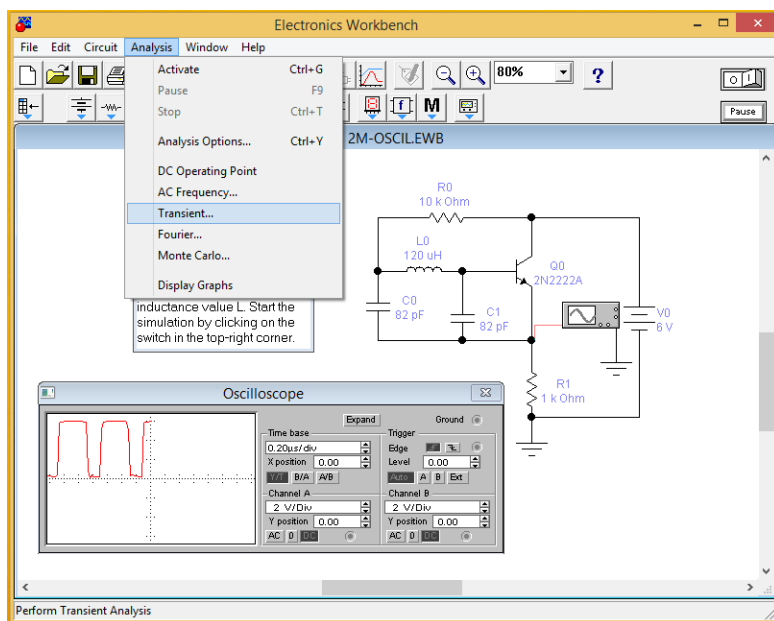 Electronics Workbench
File Edit Circuit Analysis Window Help
80%
?
Activate Ctrl+G
Pause F9
Stop Ctrl+T
Analysis Options... Ctrl+Y
DC Operating Point
AC Frequency...
Transient...
Fourier...
Monte Carlo...
Display Graphs
f M
O I
Pause
2M-OSCIL.EWB
R0
10 k Ohm
L0
120 uH
Q0
2N2222A
C0
82 pF
C1
82 pF
V0
6 V
R1
1 k Ohm
inductance value L. Start the
simulation by clicking on the
switch in the top-right corner.
Oscilloscope
Expand Ground
Time base
0.20µs/div
X position 0.00
Y/T B/A A/B
Trigger
Edge
Level 0.00
Auto A B Ext
Channel A
2 V/Div
Y position 0.00
AC 0 DC
Channel B
2 V/Div
Y position 0.00
AC 0 DC
Perform Transient Analysis